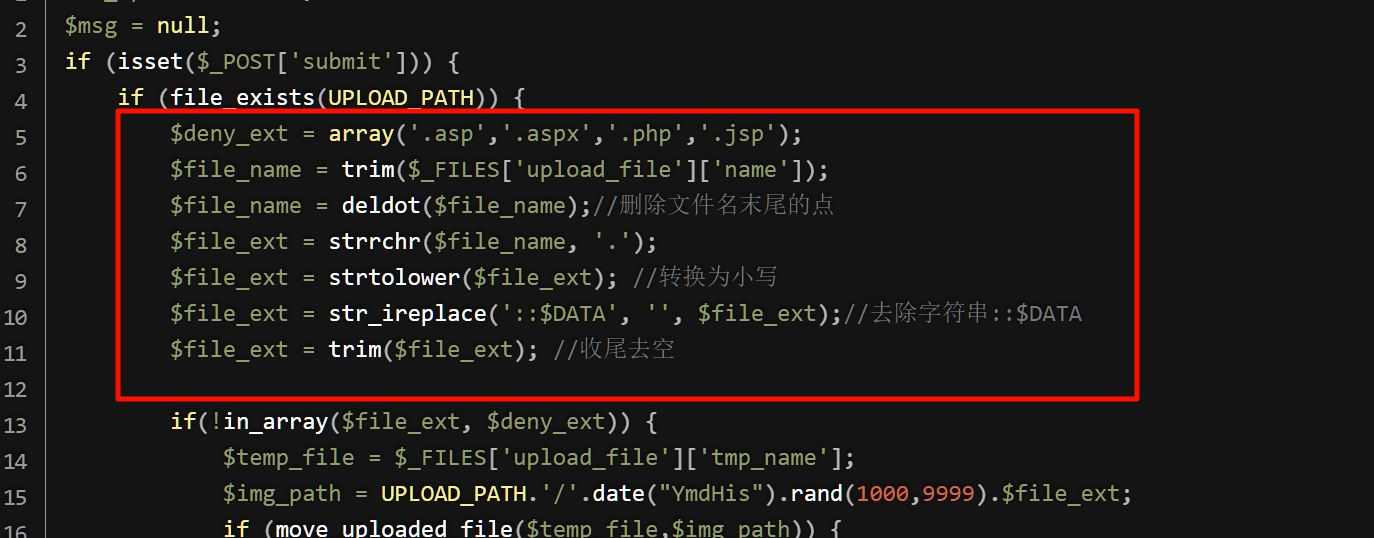 2 $msg = null;
3 if (isset($_POST['submit'])) {
4 if (file_exists(UPLOAD_PATH)) {
5 $deny_ext = array('.asp','.aspx','.php','.jsp');
6 $file_name = trim($_FILES['upload_file']['name']);
7 $file_name = deldot($file_name);//删除文件名末尾的点
8 $file_ext = strrchr($file_name, '.');
9 $file_ext = strtolower($file_ext); //转换为小写
10 $file_ext = str_ireplace('::$DATA', '', $file_ext);//去除字符串::$DATA
11 $file_ext = trim($file_ext); //收尾去空
12
13 if(!in_array($file_ext, $deny_ext)) {
14 $temp_file = $_FILES['upload_file']['tmp_name'];
15 $img_path = UPLOAD_PATH.'/'.date("YmdHis").rand(1000,9999).$file_ext;
16 if (move_uploaded_file($temp_file,$img_path)) {